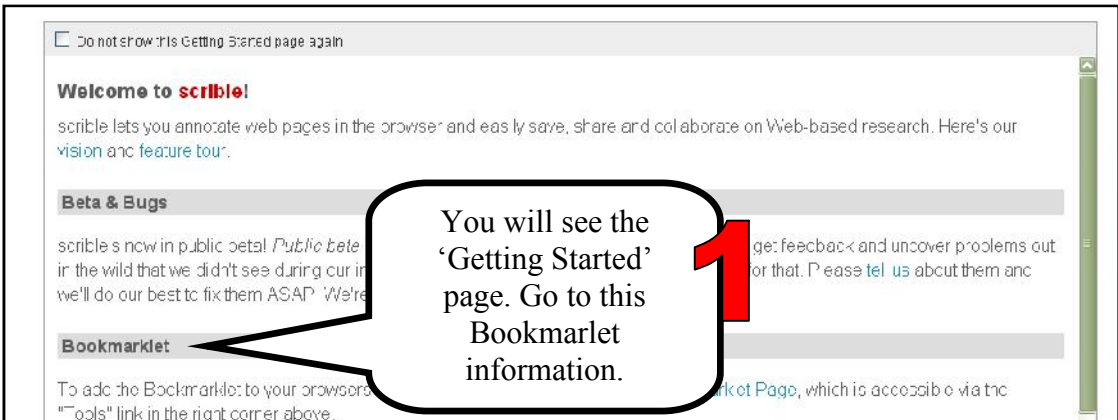 Do not show this Getting Started page again
Welcome to scrible!
scrible lets you annotate web pages in the browser and easily save, share and collaborate on Web-based research. Here's our
vision and feature tour.
Beta & Bugs
scrible is now in public beta! Public beta get feedback and uncover problems out
in the wild that we didn't see during our for that. Please tell us about them and
we'll do our best to fix them ASAP. We're
Bookmarklet
To add the Bookmarklet to your browsers Page, which is accessible via the
"Tools" link in the right corner above.
You will see the
‘Getting Started’
page. Go to this
Bookmarlet
information.
1